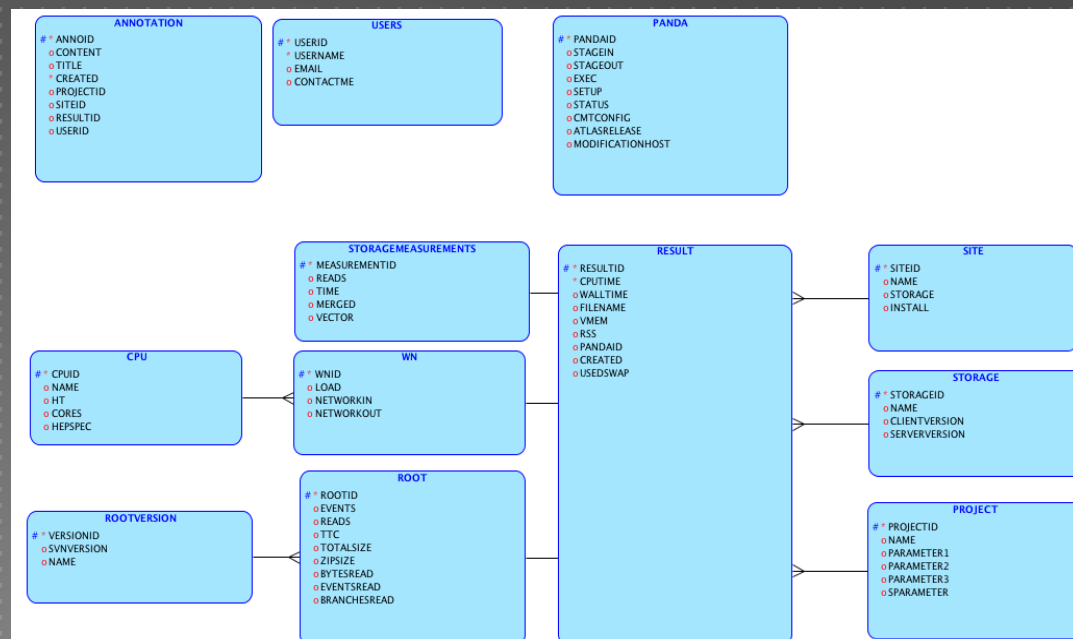 ANNOTATION
# * ANNOID
o CONTENT
o TITLE
* CREATED
o PROJECTID
o SITEID
o RESULTID
o USERID
USERS
# * USERID
* USERNAME
o EMAIL
o CONTACTME
PANDA
# * PANDAID
o STAGEIN
o STAGEOUT
o EXEC
o SETUP
o STATUS
o CMTCONFIG
o ATLASRELEASE
o MODIFICATIONHOST
STORAGEMEASUREMENTS
# * MEASUREMENTID
o READS
o TIME
o MERGED
o VECTOR
RESULT
# * RESULTID
* CPUTIME
o WALLTIME
o FILENAME
o VMEM
o RSS
o PANDAID
o CREATED
o USEDSWAP
SITE
# * SITEID
o NAME
o STORAGE
o INSTALL
CPU
# * CPUID
o NAME
o HT
o CORES
o HEPSPEC
WN
# * WNID
o LOAD
o NETWORKIN
o NETWORKOUT
STORAGE
# * STORAGEID
o NAME
o CLIENTVERSION
o SERVERVERSION
ROOTVERSION
# * VERSIONID
o SVNVERSION
o NAME
ROOT
# * ROOTID
o EVENTS
o READS
o TTC
o TOTALSIZE
o ZIPSIZE
o BYTESREAD
o EVENTSREAD
o BRANCHESREAD
PROJECT
# * PROJECTID
o NAME
o PARAMETER1
o PARAMETER2
o PARAMETER3
o SPARAMETER